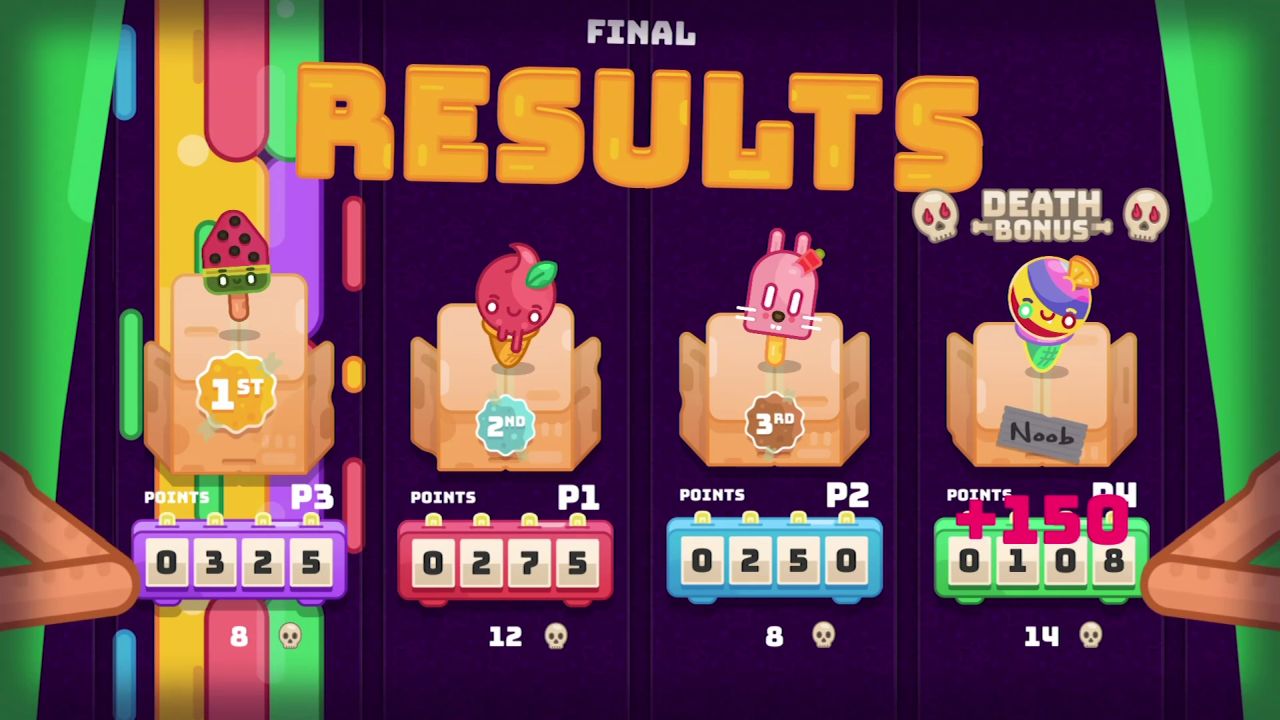 FINAL
RESULTS
DEATH
BONUS
1ST
2ND
3RD
Noob
POINTS P3
POINTS P1
POINTS P2
POINTS P4
+150
0325
0275
0250
0108
8
12
8
14